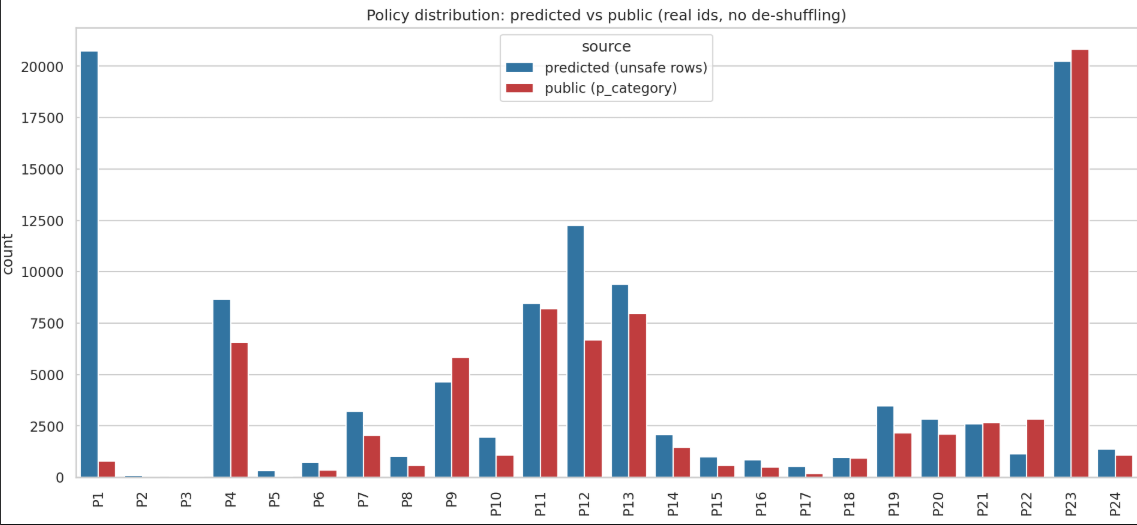 Policy distribution: predicted vs public (real ids, no de-shuffling)
source
predicted (unsafe rows)
public (p_category)
count
20000
17500
15000
12500
10000
7500
5000
2500
0
P1 P2 P3 P4 P5 P6 P7 P8 P9 P10 P11 P12 P13 P14 P15 P16 P17 P18 P19 P20 P21 P22 P23 P24